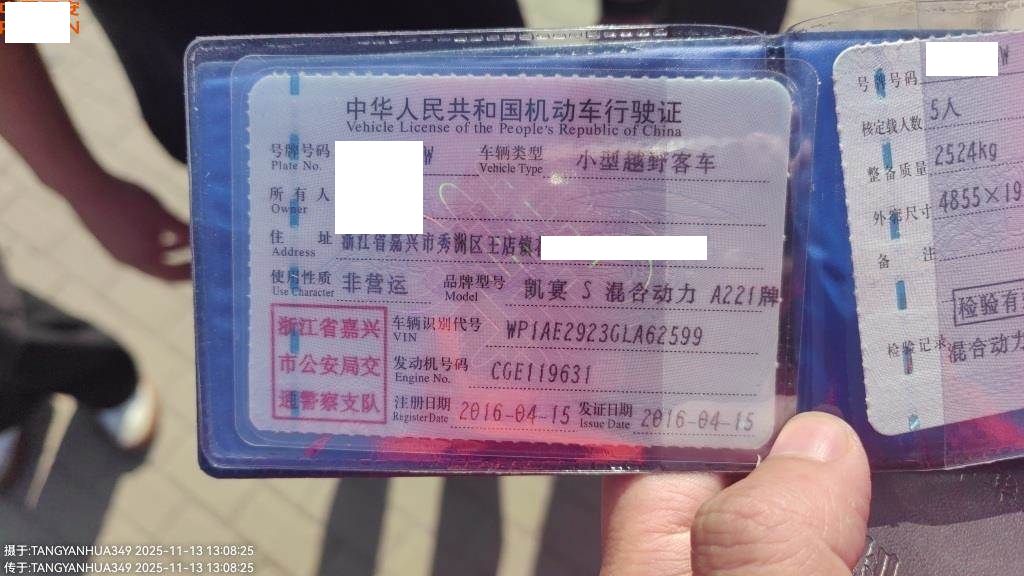 中华人民共和国机动车行驶证
Vehicle License of the People's Republic of China
号牌号码 W 车辆类型 小型越野客车
Plate No. Vehicle Type
所有人
Owner
住址 浙江省嘉兴市秀洲区王店镇
Address
使用性质 非营运 品牌型号 凯宴 S 混合动力 A221牌
Use Character Model
浙江省嘉兴
市公安局交
通警察支队
车辆识别代号 WP1AE2923GLA62599
VIN
发动机号码 CGE119631
Engine No.
注册日期 2016-04-15 发证日期 2016-04-15
Register Date Issue Date
号牌号码 W
核定载人数 5人
整备质量 2524kg
外廓尺寸 4855×19
备注
检验有
检验记录 混合动力
摄于:TANGYANHUA349 2025-11-13 13:08:25
传于:TANGYANHUA349 2025-11-13 13:08:25